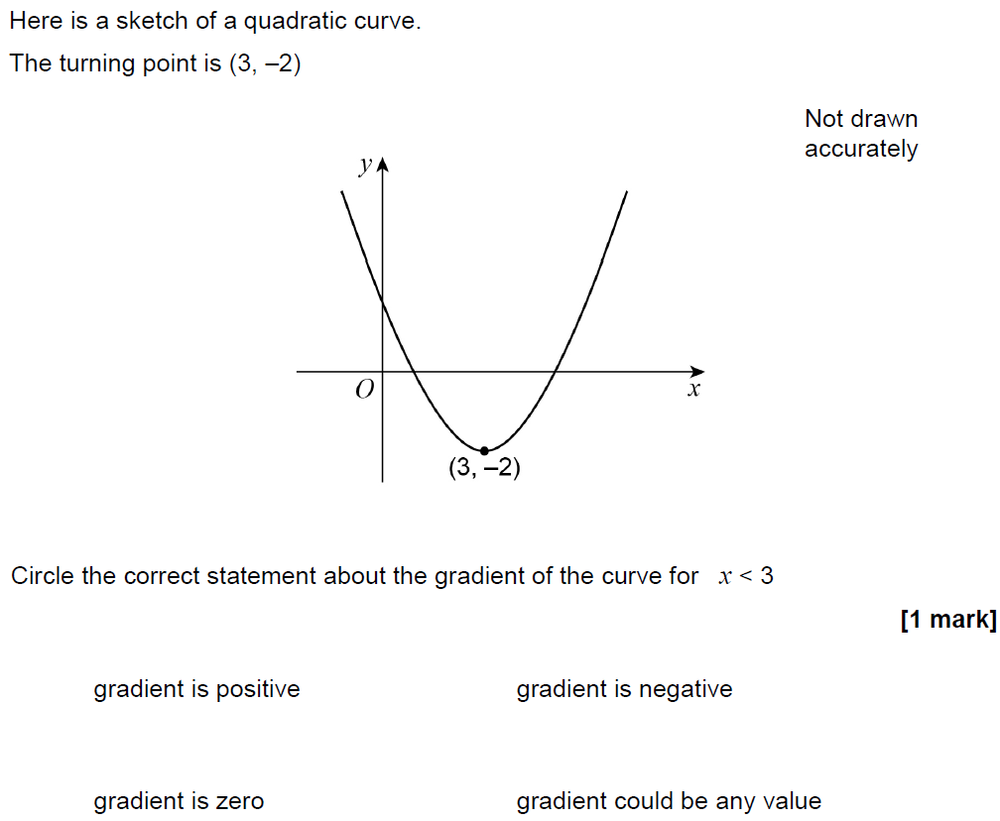 Here is a sketch of a quadratic curve.
The turning point is (3, –2)
Not drawn
accurately
y
O
x
(3, –2)
Circle the correct statement about the gradient of the curve for x < 3
[1 mark]
gradient is positive gradient is negative
gradient is zero gradient could be any value